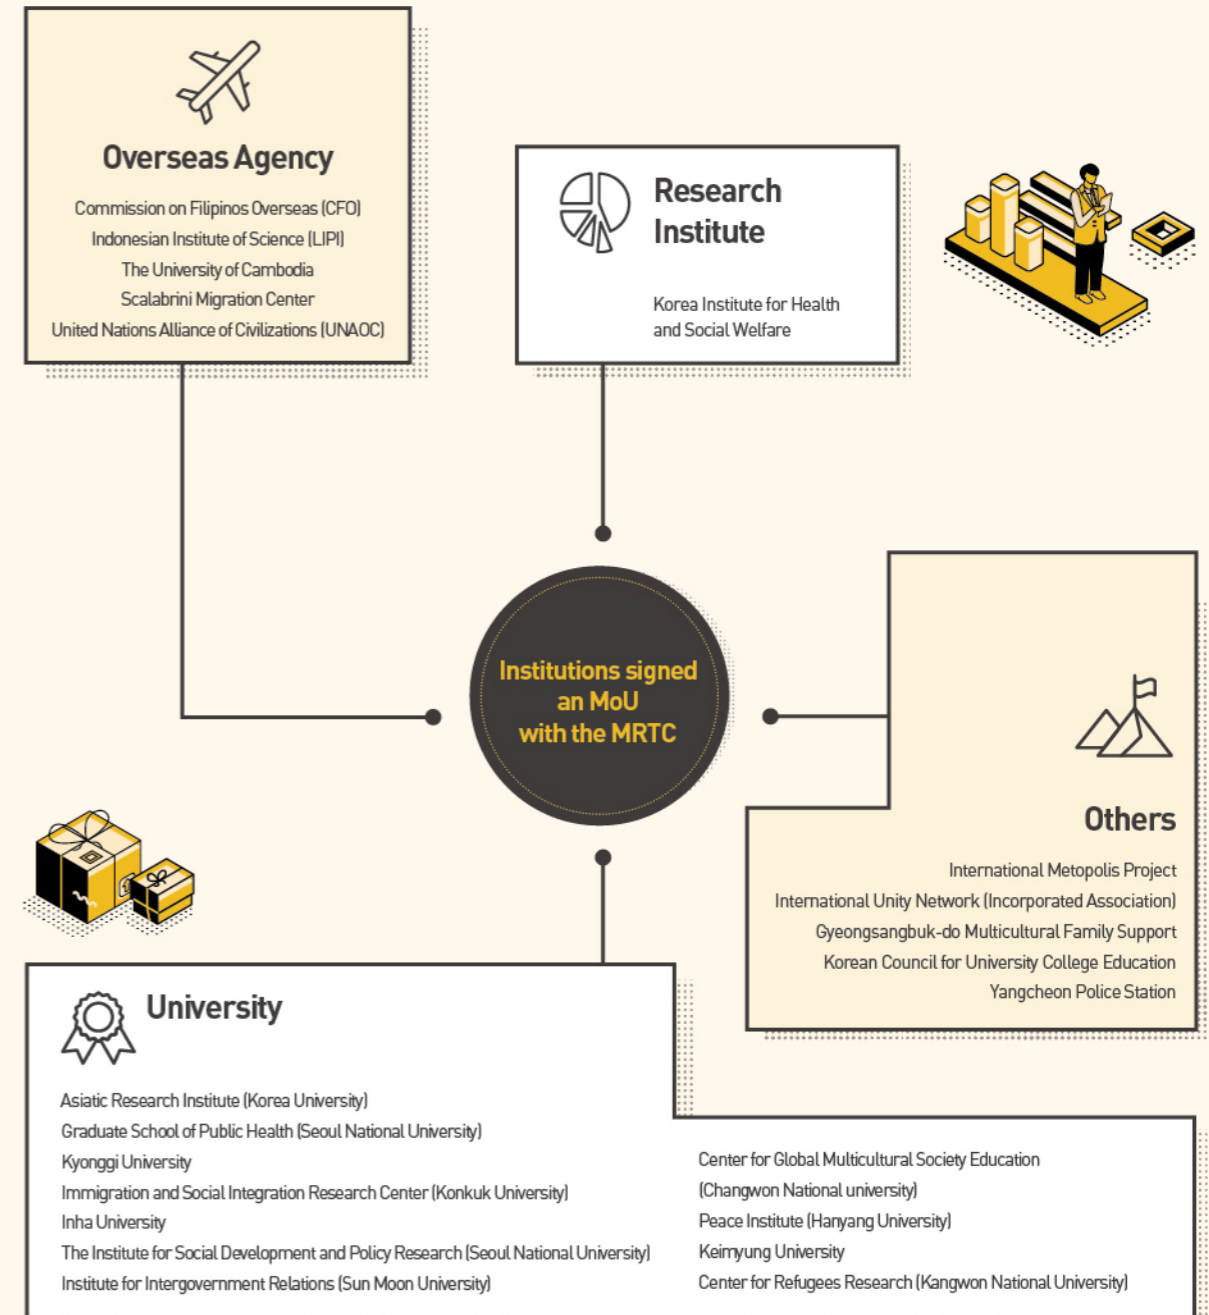 Overseas Agency
Commission on Filipinos Overseas (CFO)
Indonesian Institute of Science (LIPI)
The University of Cambodia
Scalabrini Migration Center
United Nations Alliance of Civilizations (UNAOC)
Research
Institute
Korea Institute for Health
and Social Welfare
Institutions signed
an MoU
with the MRTC
Others
International Metopolis Project
International Unity Network (Incorporated Association)
Gyeongsangbuk-do Multicultural Family Support
Korean Council for University College Education
Yangcheon Police Station
University
Asiatic Research Institute (Korea University)
Graduate School of Public Health (Seoul National University)
Kyonggi University
Immigration and Social Integration Research Center (Konkuk University)
Inha University
The Institute for Social Development and Policy Research (Seoul National University)
Institute for Intergovernment Relations (Sun Moon University)
Center for Global Multicultural Society Education
(Changwon National university)
Peace Institute (Hanyang University)
Keimyung University
Center for Refugees Research (Kangwon National University)